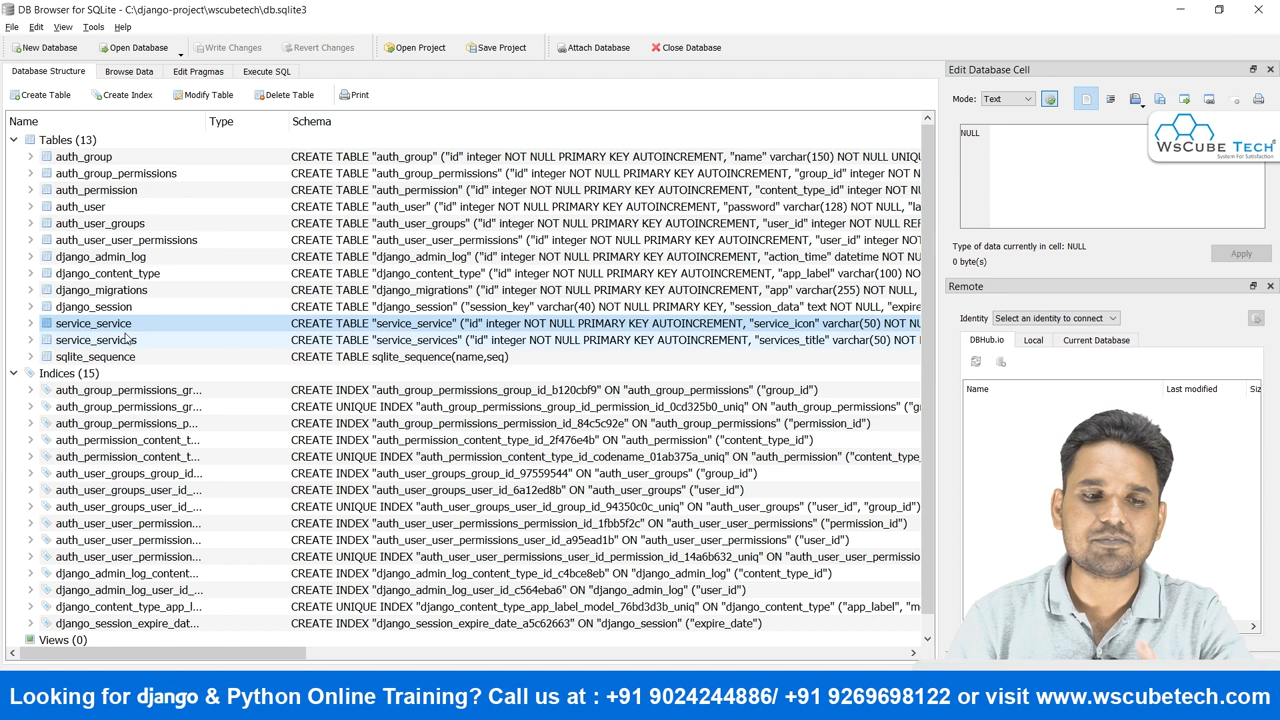 DB Browser for SQLite - C:\django-project\wscubetech\db.sqlite3
File Edit View Tools Help
New Database Open Database Write Changes Revert Changes Open Project Save Project Attach Database Close Database
Database Structure Browse Data Edit Pragmas Execute SQL
Create Table Create Index Modify Table Delete Table Print
Name Type Schema
Tables (13)
auth_group CREATE TABLE "auth_group" ("id" integer NOT NULL PRIMARY KEY AUTOINCREMENT, "name" varchar(150) NOT NULL UNIQU
auth_group_permissions CREATE TABLE "auth_group_permissions" ("id" integer NOT NULL PRIMARY KEY AUTOINCREMENT, "group_id" integer
auth_permission CREATE TABLE "auth_permission" ("id" integer NOT NULL PRIMARY KEY AUTOINCREMENT, "content_type_id" integer NOT
auth_user CREATE TABLE "auth_user" ("id" integer NOT NULL PRIMARY KEY AUTOINCREMENT, "password" varchar(128) NOT NULL, "la
auth_user_groups CREATE TABLE "auth_user_groups" ("id" integer NOT NULL PRIMARY KEY AUTOINCREMENT, "user_id" integer NOT NULL REF
auth_user_user_permissions CREATE TABLE "auth_user_user_permissions" ("id" integer NOT NULL PRIMARY KEY AUTOINCREMENT, "user_id" integer N
django_admin_log CREATE TABLE "django_admin_log" ("id" integer NOT NULL PRIMARY KEY AUTOINCREMENT, "action_time" datetime NOT NU
django_content_type CREATE TABLE "django_content_type" ("id" integer NOT NULL PRIMARY KEY AUTOINCREMENT, "app_label" varchar(100) N
django_migrations CREATE TABLE "django_migrations" ("id" integer NOT NULL PRIMARY KEY AUTOINCREMENT, "app" varchar(255) NOT NULL,
django_session CREATE TABLE "django_session" ("session_key" varchar(40) NOT NULL PRIMARY KEY, "session_data" text NOT NULL, "expire
service_service CREATE TABLE "service_service" ("id" integer NOT NULL PRIMARY KEY AUTOINCREMENT, "service_icon" varchar(50) NOT NU
service_services CREATE TABLE "service_services" ("id" integer NOT NULL PRIMARY KEY AUTOINCREMENT, "services_title" varchar(50) NOT
sqlite_sequence CREATE TABLE sqlite_sequence(name,seq)
Indices (15)
auth_group_permissions_gr... CREATE INDEX "auth_group_permissions_group_id_b120cbf9" ON "auth_group_permissions" ("group_id")
auth_group_permissions_gr... CREATE UNIQUE INDEX "auth_group_permissions_group_id_permission_id_0cd325b0_uniq" ON "auth_group_permissions" ("g
auth_group_permissions_p... CREATE INDEX "auth_group_permissions_permission_id_84c5c92e" ON "auth_group_permissions" ("permission_id")
auth_permission_content_t... CREATE INDEX "auth_permission_content_type_id_2f476e4b" ON "auth_permission" ("content_type_id")
auth_permission_content_t... CREATE UNIQUE INDEX "auth_permission_content_type_id_codename_01ab375a_uniq" ON "auth_permission" ("content_type_
auth_user_groups_group_id... CREATE INDEX "auth_user_groups_group_id_97559544" ON "auth_user_groups" ("group_id")
auth_user_groups_user_id_... CREATE INDEX "auth_user_groups_user_id_6a12ed8b" ON "auth_user_groups" ("user_id")
auth_user_groups_user_id_... CREATE UNIQUE INDEX "auth_user_groups_user_id_group_id_94350c0c_uniq" ON "auth_user_groups" ("user_id", "group_id")
auth_user_user_permission... CREATE INDEX "auth_user_user_permissions_permission_id_1fbb5f2c" ON "auth_user_user_permissions" ("permission_id")
auth_user_user_permission... CREATE INDEX "auth_user_user_permissions_user_id_a95ead1b" ON "auth_user_user_permissions" ("user_id")
auth_user_user_permission... CREATE UNIQUE INDEX "auth_user_user_permissions_user_id_permission_id_14a6b632_uniq" ON "auth_user_user_permissio
django_admin_log_content... CREATE INDEX "django_admin_log_content_type_id_c4bce8eb" ON "django_admin_log" ("content_type_id")
django_admin_log_user_id_... CREATE INDEX "django_admin_log_user_id_c564eba6" ON "django_admin_log" ("user_id")
django_content_type_app_l... CREATE UNIQUE INDEX "django_content_type_app_label_model_76bd3d3b_uniq" ON "django_content_type" ("app_label", "m
django_session_expire_dat... CREATE INDEX "django_session_expire_date_a5c62663" ON "django_session" ("expire_date")
Views (0)
Edit Database Cell
Mode: Text
NULL
WsCube Tech
System For Satisfaction
Type of data currently in cell: NULL
0 byte(s)
Apply
Remote
Identity Select an identity to connect
DBHub.io Local Current Database
Name Last modified Siz
Looking for django & Python Online Training? Call us at : +91 9024244886/ +91 9269698122 or visit www.wscubetech.com